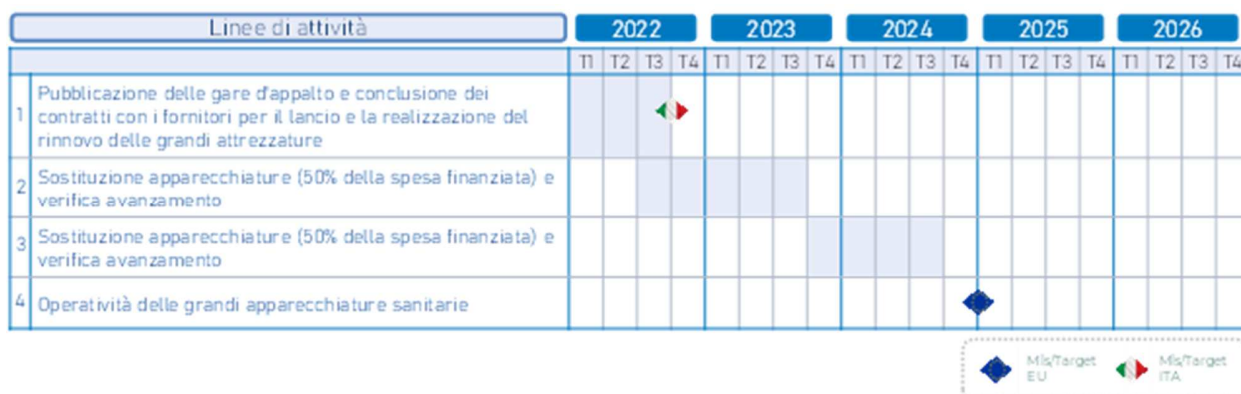 Linee di attività 2022 2023 2024 2025 2026
T1 T2 T3 T4 T1 T2 T3 T4 T1 T2 T3 T4 T1 T2 T3 T4 T1 T2 T3 T4
1 Pubblicazione delle gare d'appalto e conclusione dei
contratti con i fornitori per il lancio e la realizzazione del
rinnovo delle grandi attrezzature
2 Sostituzione apparecchiature (50% della spesa finanziata) e
verifica avanzamento
3 Sostituzione apparecchiature (50% della spesa finanziata) e
verifica avanzamento
4 Operatività delle grandi apparecchiature sanitarie
Mls/Target
EU
Mls/Target
ITA